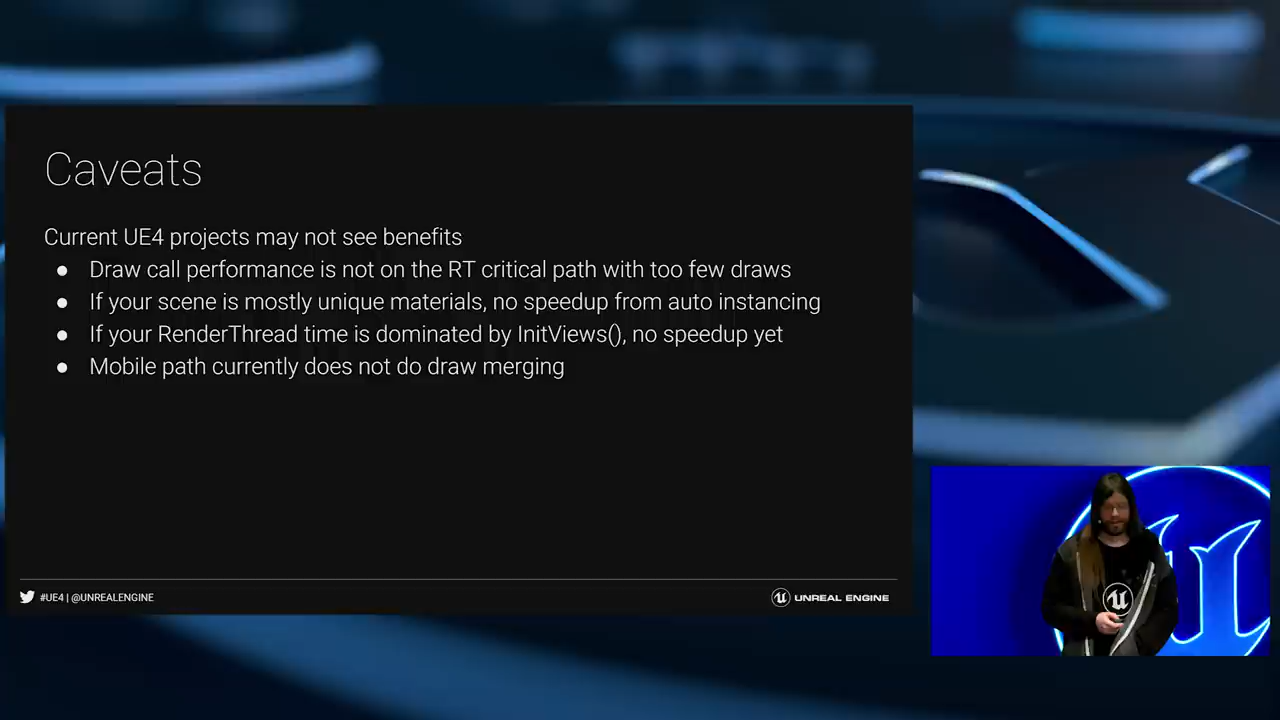 Caveats
Current UE4 projects may not see benefits
● Draw call performance is not on the RT critical path with too few draws
● If your scene is mostly unique materials, no speedup from auto instancing
● If your RenderThread time is dominated by InitViews(), no speedup yet
● Mobile path currently does not do draw merging
#UE4 | @UNREALENGINE
UNREAL ENGINE